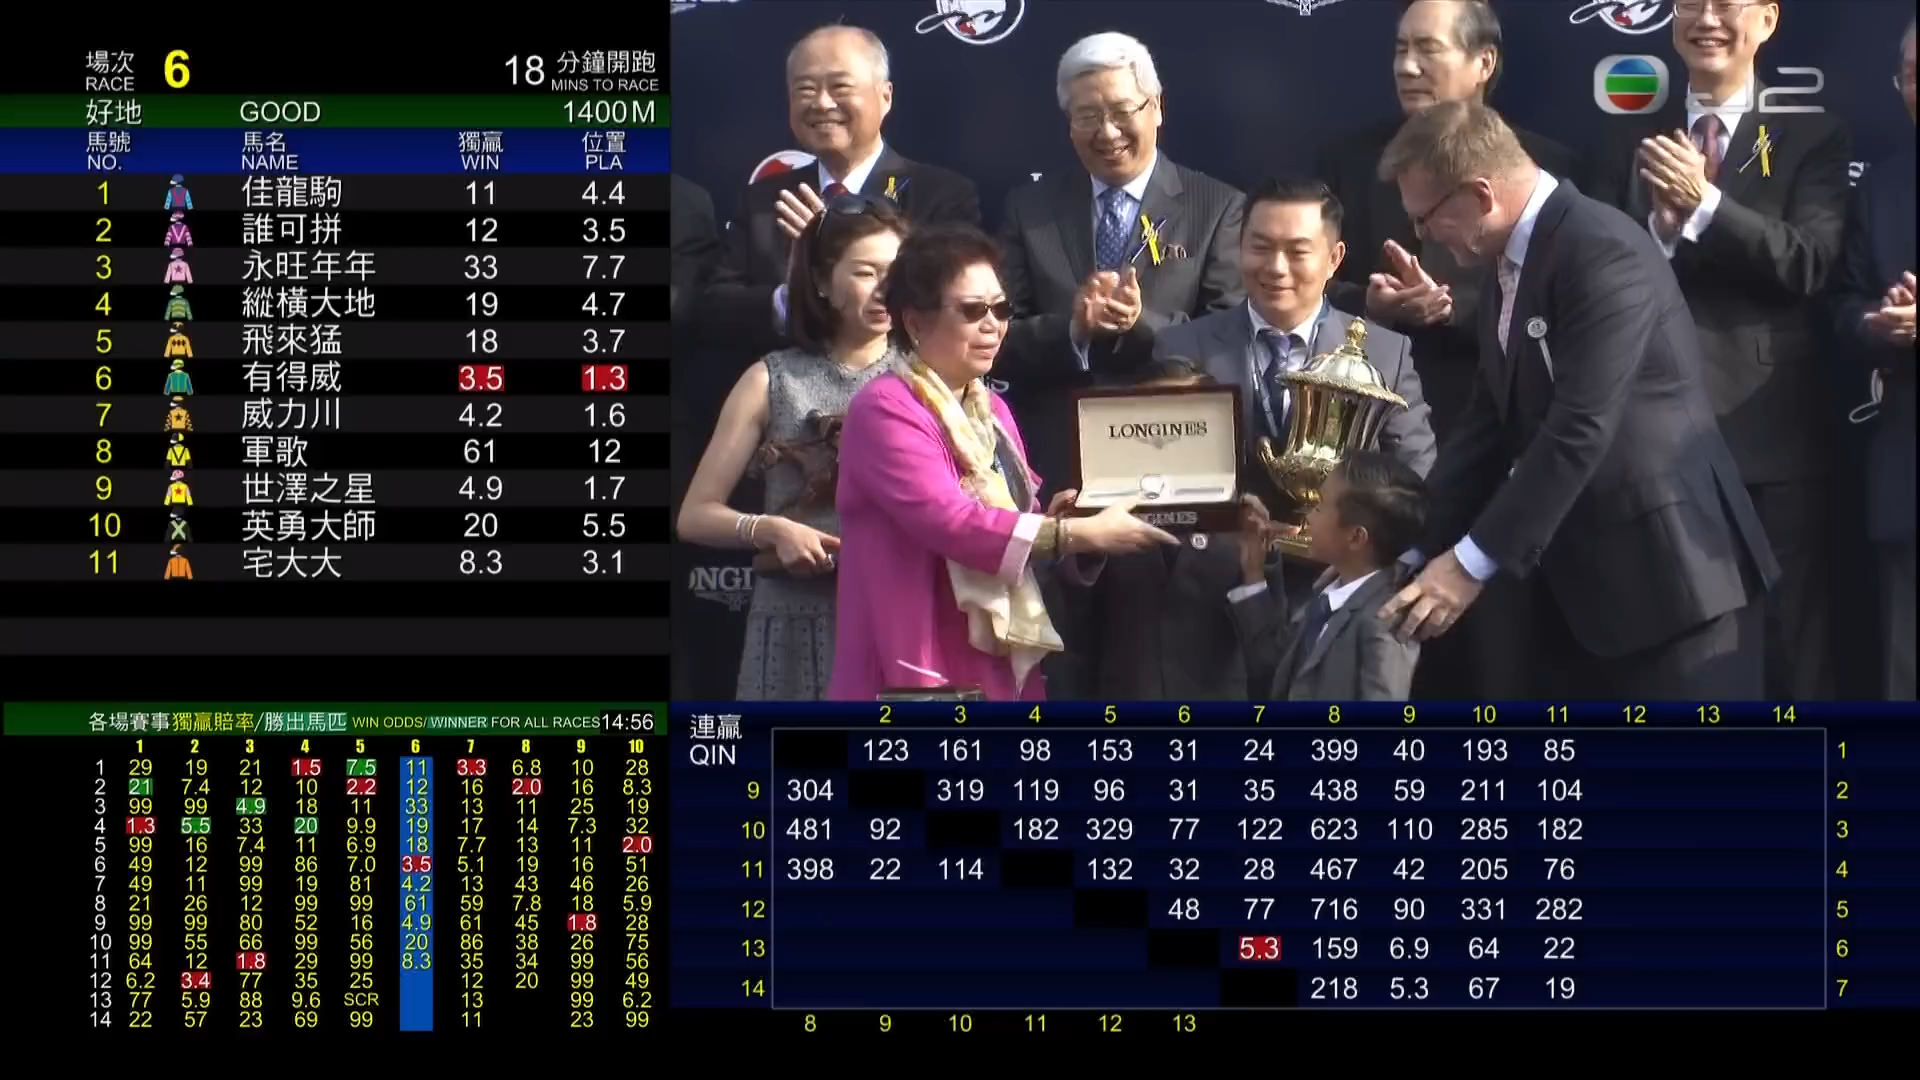 場次 6 18 分鐘開跑
RACE MINS TO RACE
好地 GOOD 1400 M
馬號 馬名 獨贏 位置
NO. NAME WIN PLA
1 佳龍駒 11 4.4
2 誰可拼 12 3.5
3 永旺年年 33 7.7
4 縱橫大地 19 4.7
5 飛來猛 18 3.7
6 有得威 3.5 1.3
7 威力川 4.2 1.6
8 軍歌 61 12
9 世澤之星 4.9 1.7
10 英勇大師 20 5.5
11 宅大大 8.3 3.1
J2
LONGINES
各場賽事獨贏賠率/勝出馬匹 WIN ODDS/ WINNER FOR ALL RACES 14:56
1 2 3 4 5 6 7 8 9 10
1 29 19 21 1.5 7.5 11 3.3 6.8 10 28
2 21 7.4 12 10 2.2 12 16 2.0 16 8.3
3 99 99 4.9 18 11 33 13 11 25 19
4 1.3 5.5 33 20 9.9 19 17 14 7.3 32
5 99 16 7.4 11 6.9 18 7.7 13 11 2.0
6 49 12 99 86 7.0 3.5 5.1 19 16 51
7 49 11 99 19 81 4.2 13 43 46 26
8 21 26 12 99 99 61 59 7.8 18 5.9
9 99 99 80 52 16 4.9 61 45 1.8 28
10 99 55 66 99 56 20 86 38 26 75
11 64 12 1.8 29 99 8.3 35 34 99 56
12 6.2 3.4 77 35 25 12 20 99 49
13 77 5.9 88 9.6 SCR 13 99 6.2
14 22 57 23 69 99 11 23 99
連贏 2 3 4 5 6 7 8 9 10 11 12 13 14
QIN 123 161 98 153 31 24 399 40 193 85 1
9 304 319 119 96 31 35 438 59 211 104 2
10 481 92 182 329 77 122 623 110 285 182 3
11 398 22 114 132 32 28 467 42 205 76 4
12 48 77 716 90 331 282 5
13 5.3 159 6.9 64 22 6
14 218 5.3 67 19 7
8 9 10 11 12 13